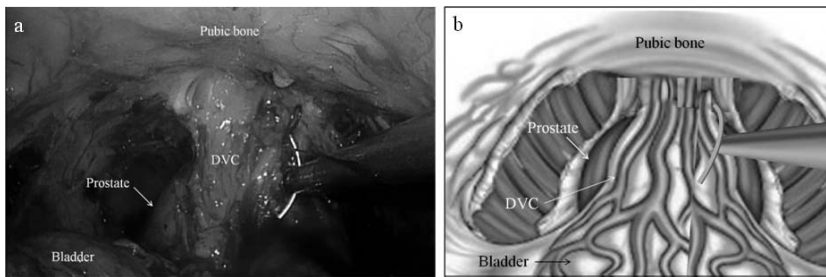 a
Pubic bone
DVC
Prostate
Bladder
b
Pubic bone
Prostate
DVC
Bladder